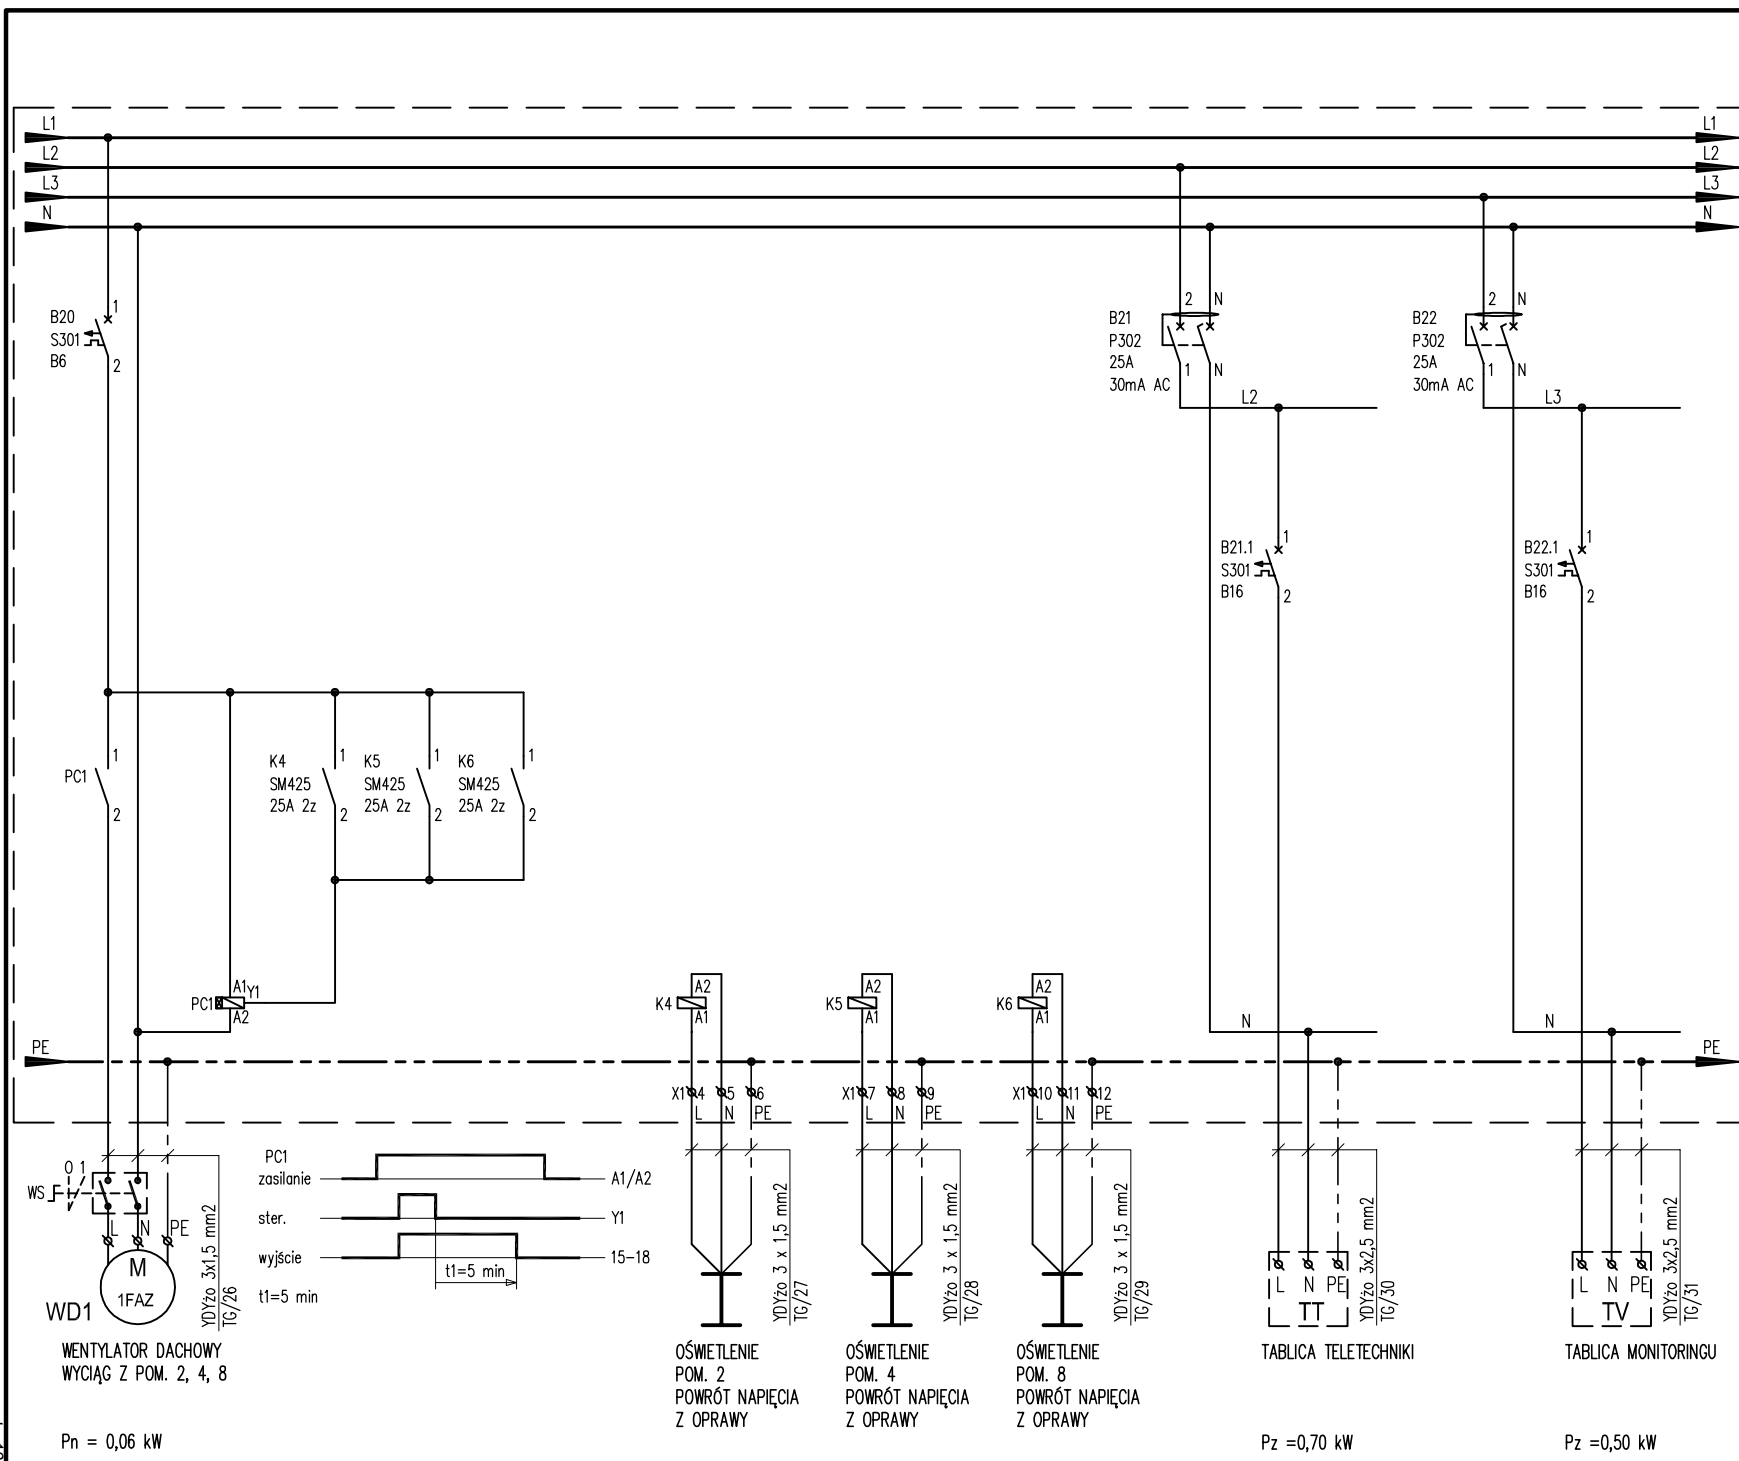 L1
L1
L2
L2
L3
L3
N
N
B20
S301
B6
1
2
B21
P302
25A
30mA AC
2
N
1
N
L2
B22
P302
25A
30mA AC
2
N
1
N
L3
B21.1
S301
B16
1
2
B22.1
S301
B16
1
2
PC1
1
2
K4
SM425
25A 2z
1
2
K5
SM425
25A 2z
1
2
K6
SM425
25A 2z
1
2
PC1
A1
Y1
A2
K4
A2
A1
K5
A2
A1
K6
A2
A1
N
N
PE
PE
X1 4 5 6
L N PE
X1 7 8 9
L N PE
X1 10 11 12
L N PE
WS
0 1
L N PE
M
1FAZ
WD1
YDYżo 3x1,5 mm2
TG/26
WENTYLATOR DACHOWY
WYCIĄG Z POM. 2, 4, 8
Pn = 0,06 kW
PC1
zasilanie
A1/A2
ster.
Y1
wyjście
15-18
t1=5 min
t1=5 min
YDYżo 3 x 1,5 mm2
TG/27
OŚWIETLENIE
POM. 2
POWRÓT NAPIĘCIA
Z OPRAWY
YDYżo 3 x 1,5 mm2
TG/28
OŚWIETLENIE
POM. 4
POWRÓT NAPIĘCIA
Z OPRAWY
YDYżo 3 x 1,5 mm2
TG/29
OŚWIETLENIE
POM. 8
POWRÓT NAPIĘCIA
Z OPRAWY
L N PE
TT
YDYżo 3x2,5 mm2
TG/30
TABLICA TELETECHNIKI
Pz =0,70 kW
L N PE
TV
YDYżo 3x2,5 mm2
TG/31
TABLICA MONITORINGU
Pz =0,50 kW